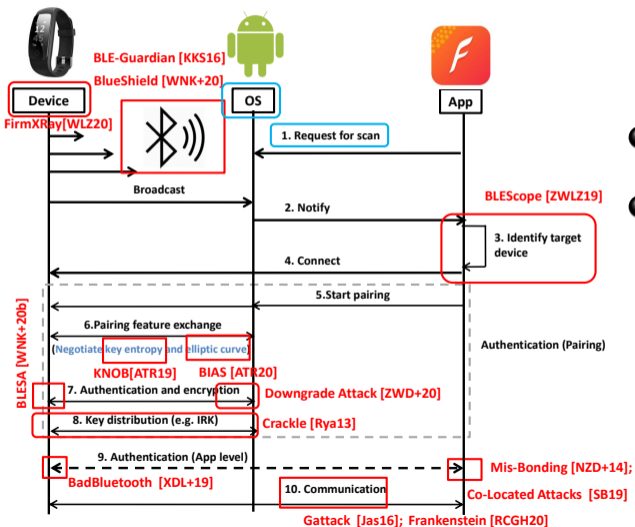 BLE-Guardian [KKS16]
BlueShield [WNK+20]
Device
OS
App
FirmXRay[WLZ20]
1. Request for scan
Broadcast
2. Notify
BLEScope [ZWLZ19]
3. Identify target
device
4. Connect
5.Start pairing
6.Pairing feature exchange
(Negotiate key entropy and elliptic curve)
Authentication (Pairing)
KNOB[ATR19]
BIAS [ATR20]
BLESA [WNK+20b]
7. Authentication and encryption
Downgrade Attack [ZWD+20]
8. Key distribution (e.g. IRK)
Crackle [Rya13]
9. Authentication (App level)
BadBluetooth [XDL+19]
Mis-Bonding [NZD+14];
10. Communication
Co-Located Attacks [SB19]
Gattack [Jas16]; Frankenstein [RCGH20]